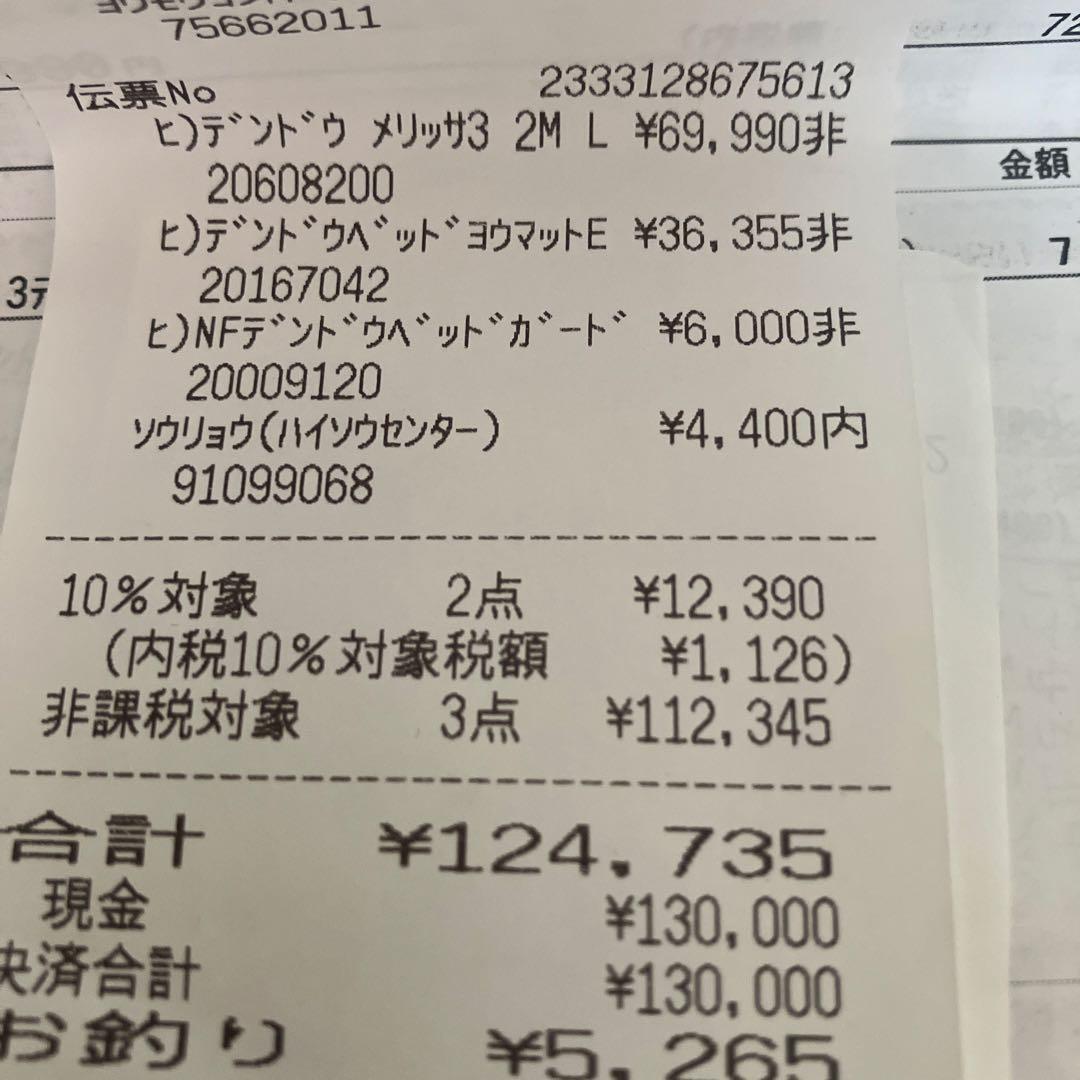 75662011
伝票No 2333128675613
ヒ)デンドウ メリッサ3 2M L ¥69,990非
20608200
ヒ)デンドウベッドヨウマットE ¥36,355非
20167042
ヒ)NFデンドウベッドガード ¥6,000非
20009120
ソウリョウ(ハイソウセンター) ¥4,400内
91099068
10%対象 2点 ¥12,390
(内税10%対象税額 ¥1,126)
非課税対象 3点 ¥112,345
合計 ¥124,735
現金 ¥130,000
決済合計 ¥130,000
お釣り ¥5,265
72
金額
7
3デ